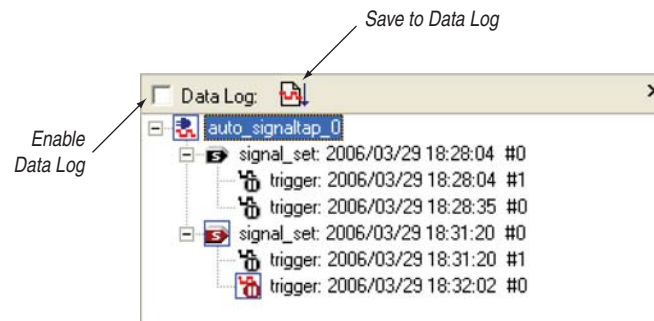 Save to Data Log
Data Log:
Enable
Data Log
auto_signaltap_0
signal_set: 2006/03/29 18:28:04 #0
trigger: 2006/03/29 18:28:04 #1
trigger: 2006/03/29 18:28:35 #0
signal_set: 2006/03/29 18:31:20 #0
trigger: 2006/03/29 18:31:20 #1
trigger: 2006/03/29 18:32:02 #0